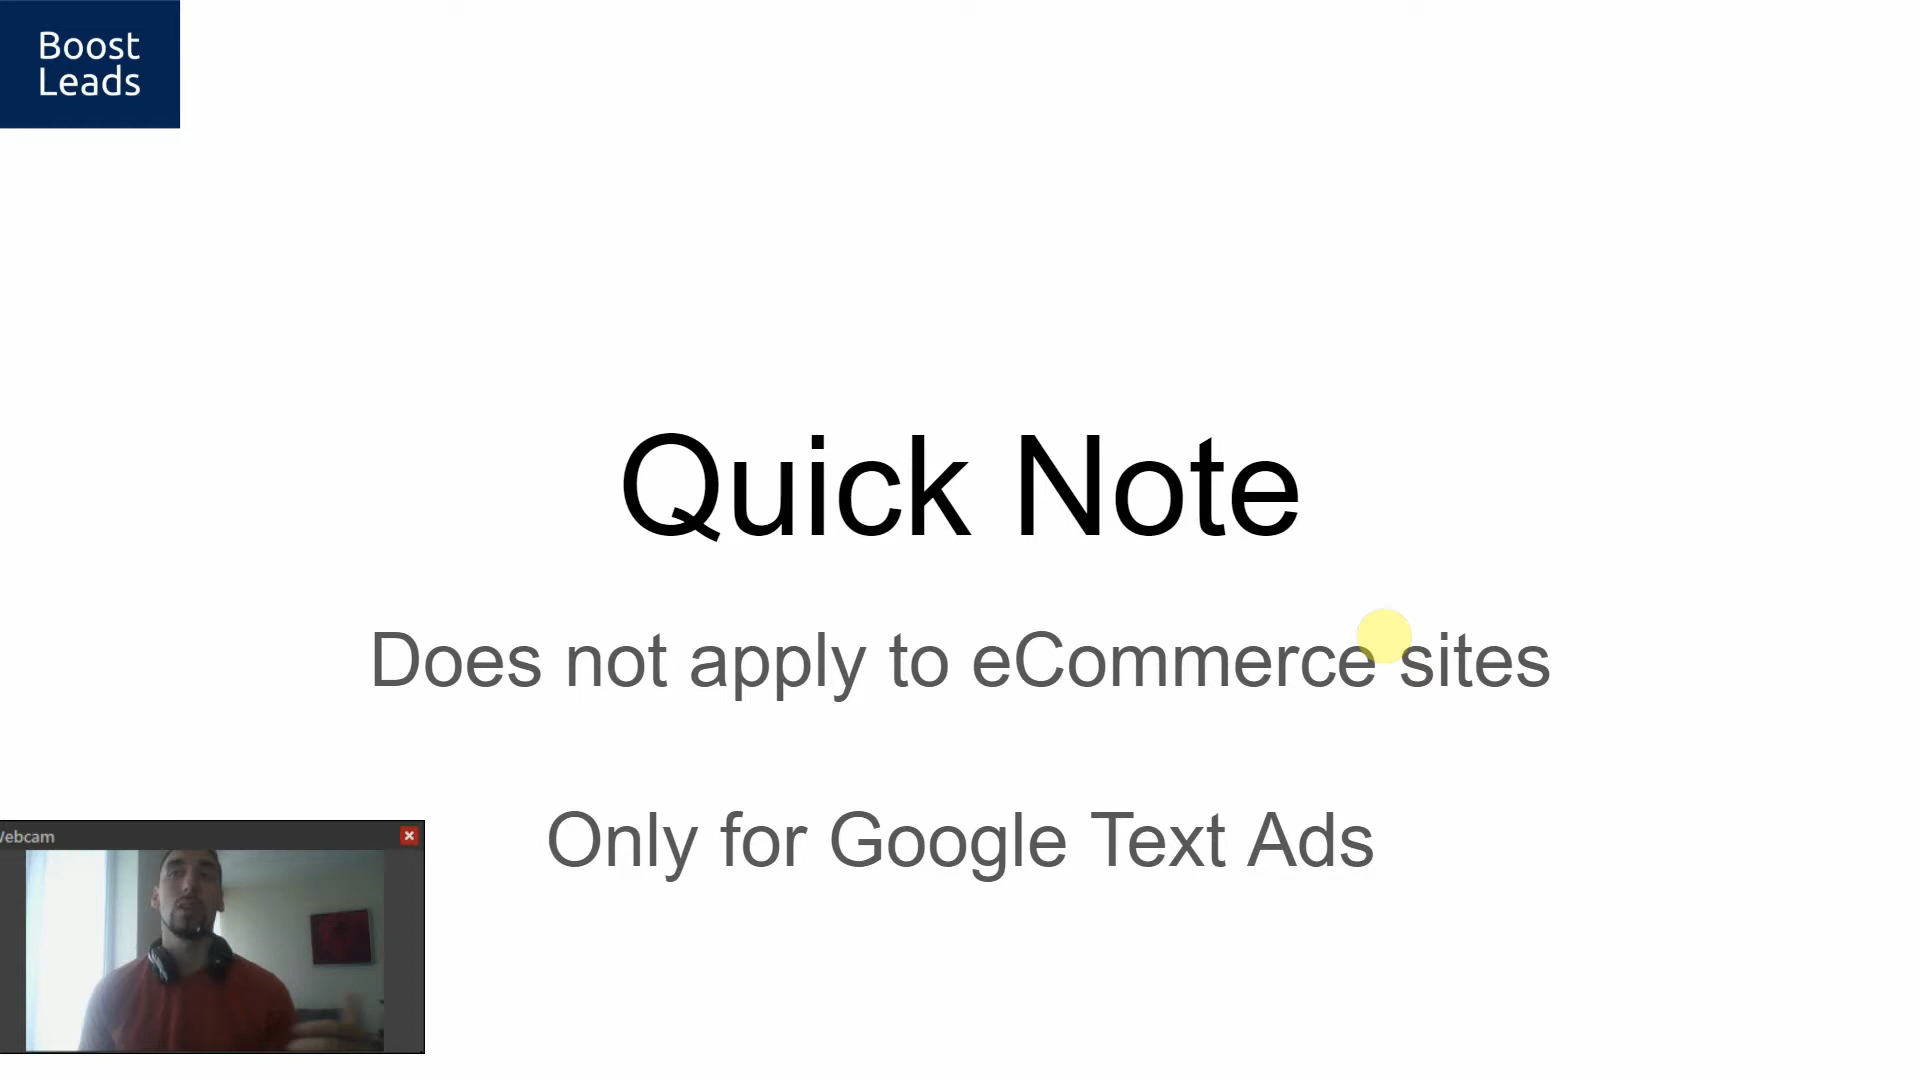 Boost
Leads
Quick Note
Does not apply to eCommerce sites
Only for Google Text Ads
ebcam